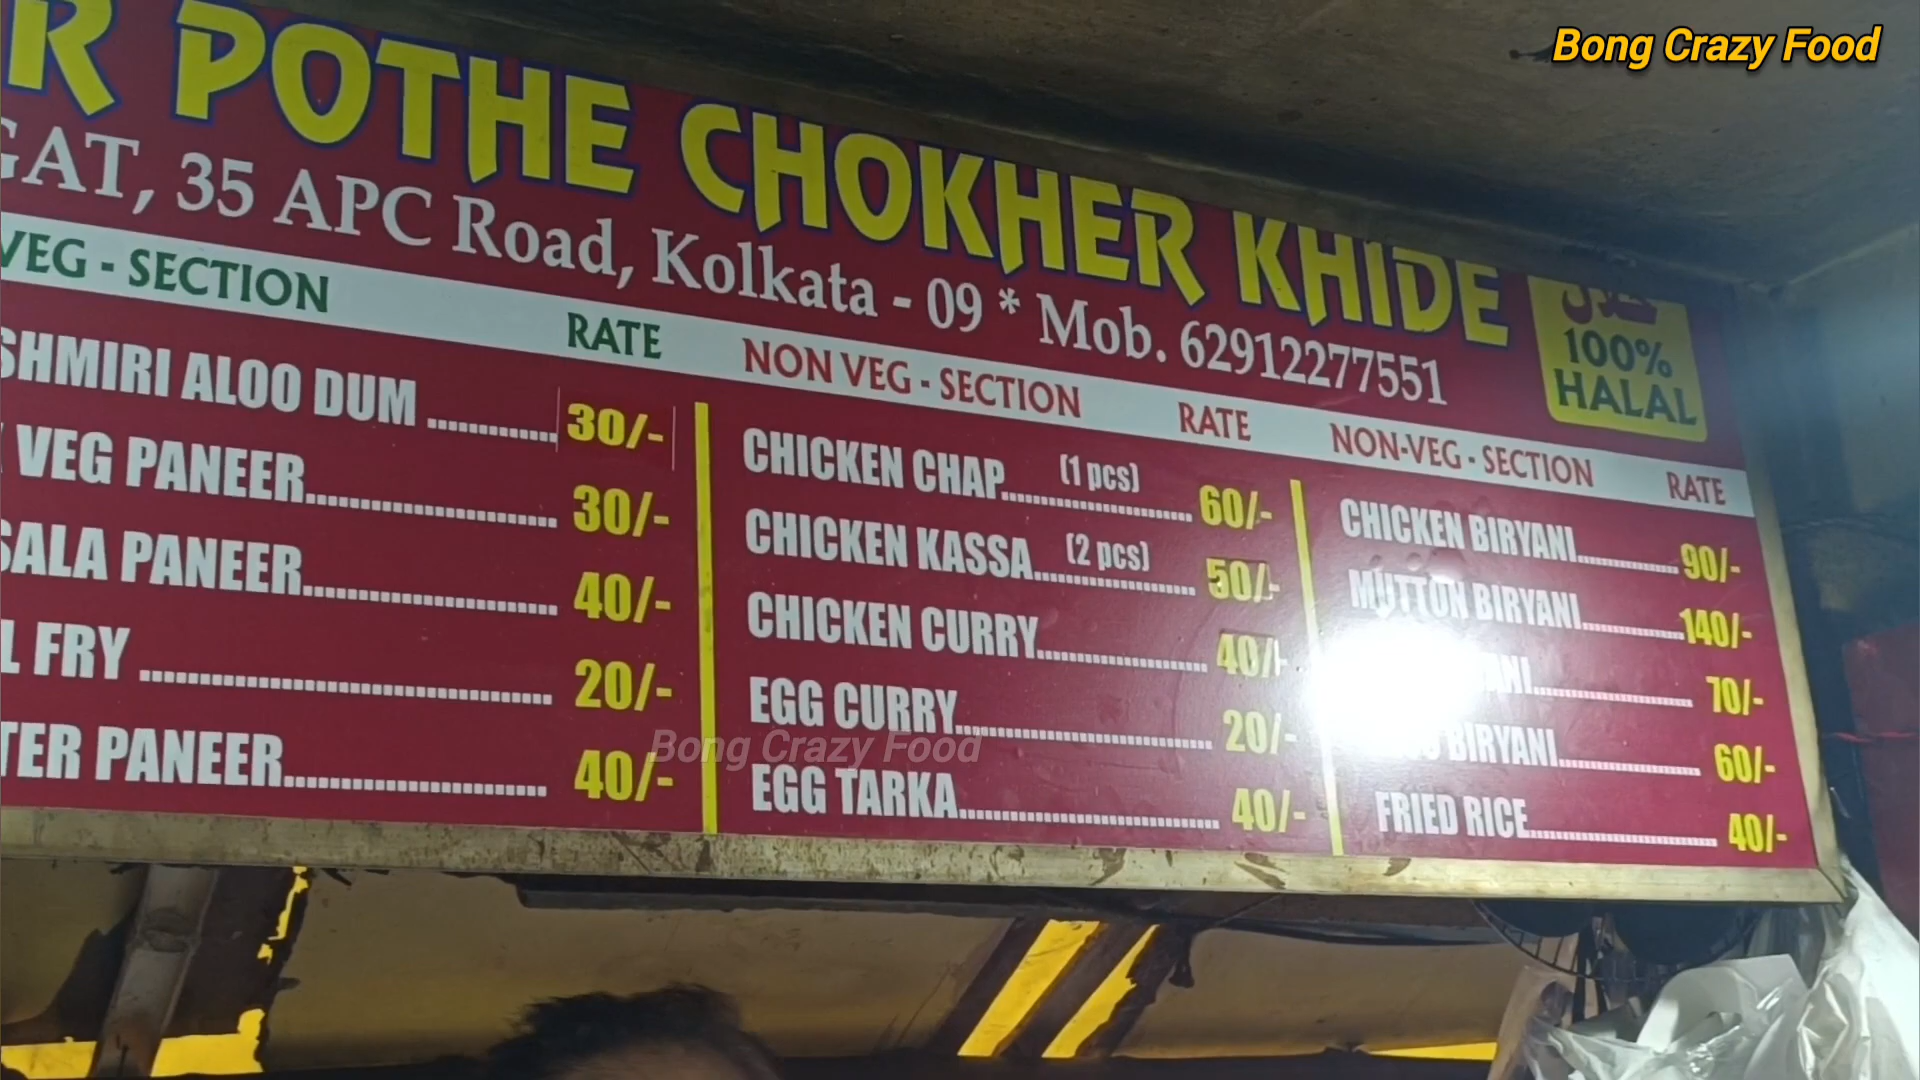 Bong Crazy Food
R POTHE CHOKHER KHIDE
GAT, 35 APC Road, Kolkata - 09 * Mob. 62912277551
100%
HALAL
VEG - SECTION RATE
SHMIRI ALOO DUM 30/-
VEG PANEER 30/-
SALA PANEER 40/-
L FRY 20/-
TER PANEER 40/-
NON VEG - SECTION RATE
CHICKEN CHAP (1 pcs) 60/-
CHICKEN KASSA (2 pcs) 50/-
CHICKEN CURRY 40/-
EGG CURRY 20/-
EGG TARKA 40/-
NON-VEG - SECTION RATE
CHICKEN BIRYANI 90/-
MUTTON BIRYANI 140/-
ANI 70/-
BIRYANI 60/-
FRIED RICE 40/-
Bong Crazy Food